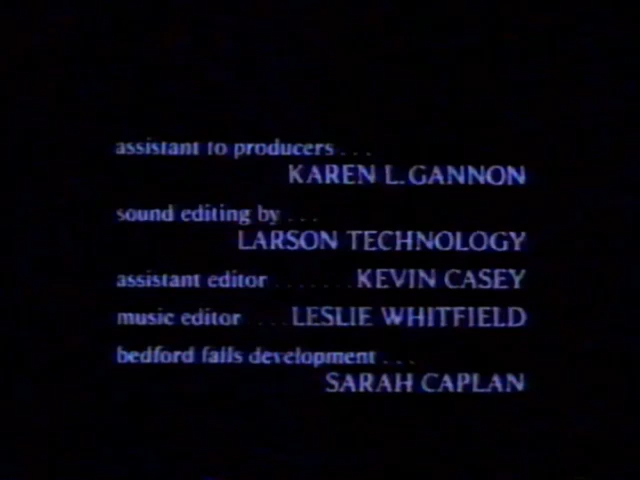 assistant to producers . . .
KAREN L. GANNON
sound editing by . . .
LARSON TECHNOLOGY
assistant editor . . . . . . . KEVIN CASEY
music editor . . . LESLIE WHITFIELD
bedford falls development . . .
SARAH CAPLAN